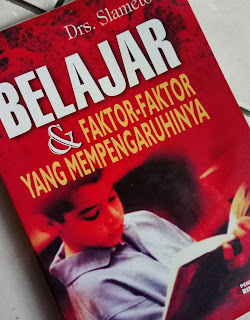 Drs. Slameto
BELAJAR
& FAKTOR-FAKTOR
YANG MEMPENGARUHINYA